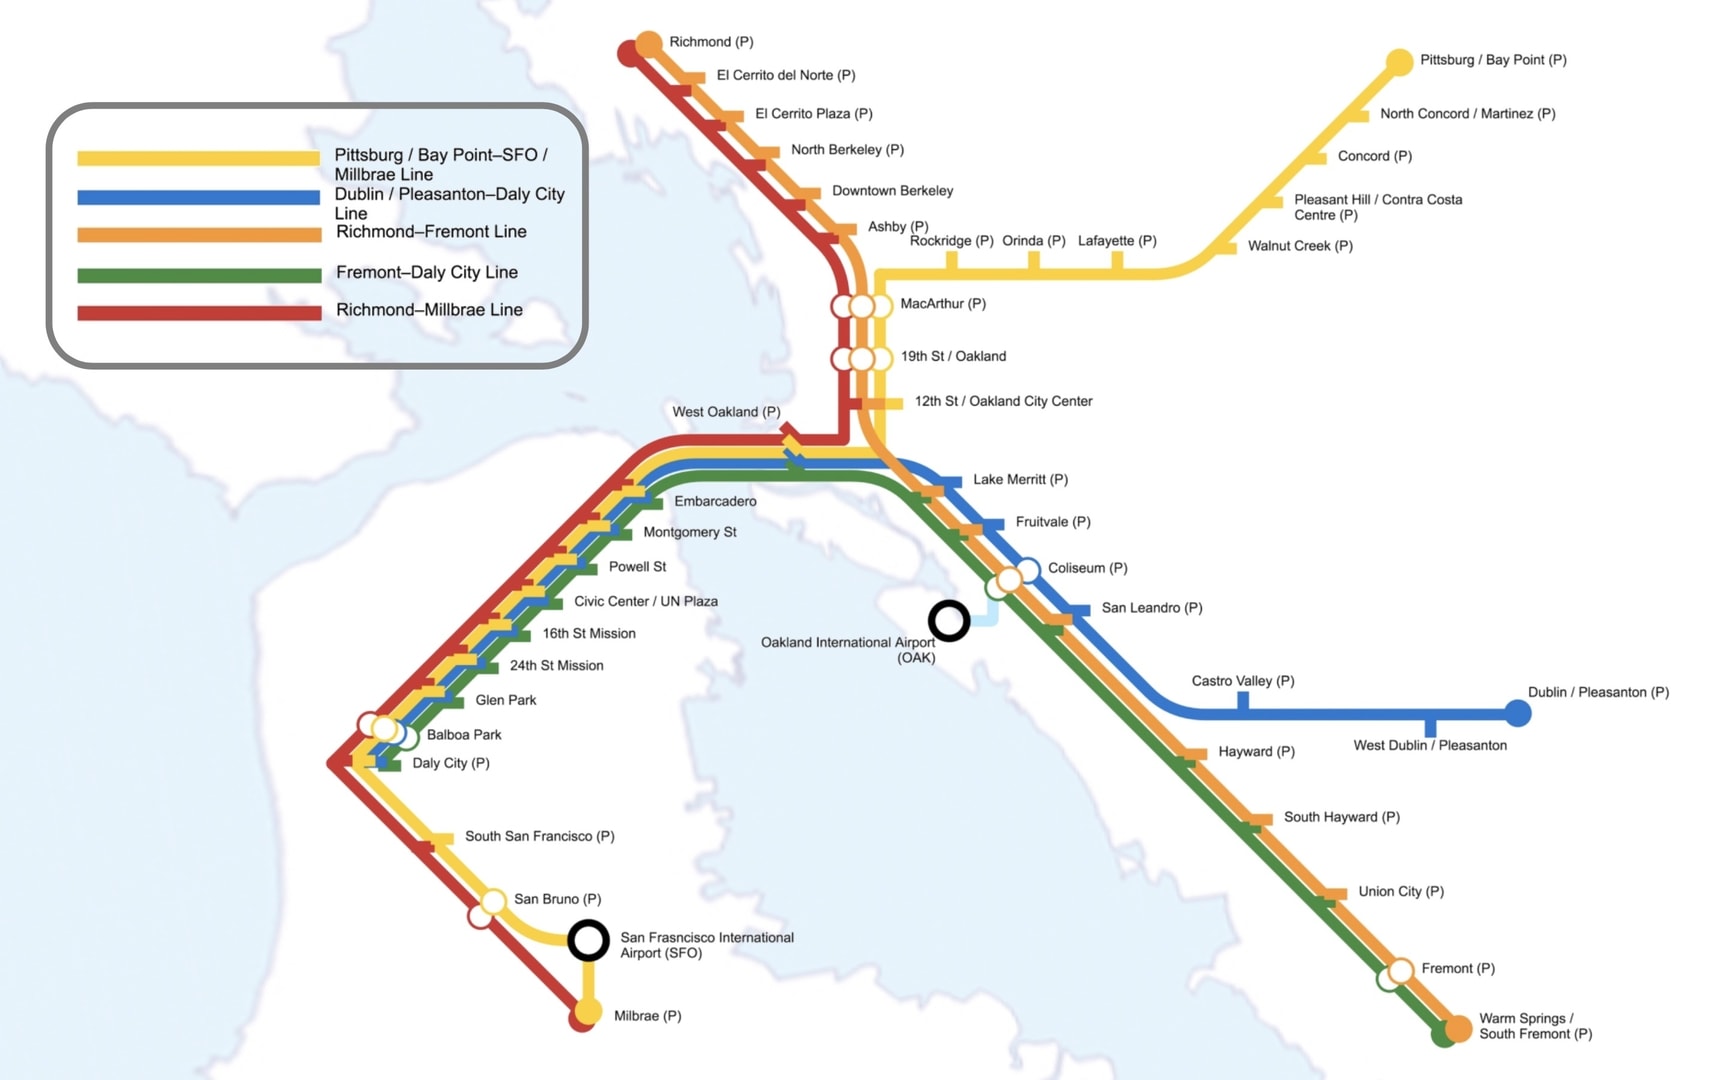 Pittsburg / Bay Point–SFO /
Millbrae Line
Dublin / Pleasanton–Daly City
Line
Richmond–Fremont Line
Fremont–Daly City Line
Richmond–Millbrae Line
Richmond (P)
El Cerrito del Norte (P)
El Cerrito Plaza (P)
North Berkeley (P)
Downtown Berkeley
Ashby (P)
Rockridge (P)
Orinda (P)
Lafayette (P)
Pittsburg / Bay Point (P)
North Concord / Martinez (P)
Concord (P)
Pleasant Hill / Contra Costa
Centre (P)
Walnut Creek (P)
MacArthur (P)
19th St / Oakland
12th St / Oakland City Center
West Oakland (P)
Embarcadero
Montgomery St
Powell St
Civic Center / UN Plaza
16th St Mission
24th St Mission
Glen Park
Balboa Park
Daly City (P)
South San Francisco (P)
San Bruno (P)
San Frasncisco International
Airport (SFO)
Milbrae (P)
Lake Merritt (P)
Fruitvale (P)
Coliseum (P)
San Leandro (P)
Oakland International Airport
(OAK)
Castro Valley (P)
Dublin / Pleasanton (P)
West Dublin / Pleasanton
Hayward (P)
South Hayward (P)
Union City (P)
Fremont (P)
Warm Springs /
South Fremont (P)